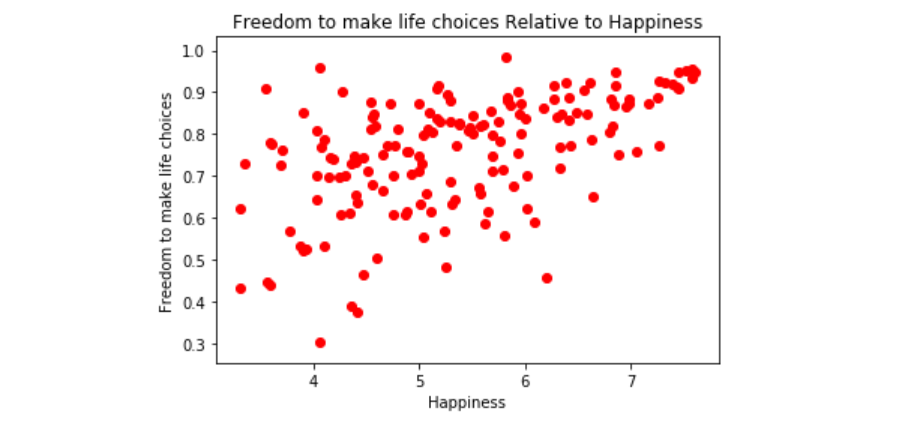 Freedom to make life choices Relative to Happiness
Freedom to make life choices
1.0
0.9
0.8
0.7
0.6
0.5
0.4
0.3
4 5 6 7
Happiness